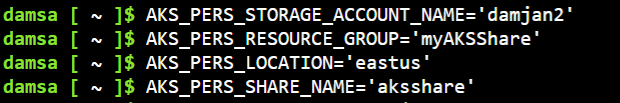 damsa [ ~ ]$ AKS_PERS_STORAGE_ACCOUNT_NAME='damjan2'
damsa [ ~ ]$ AKS_PERS_RESOURCE_GROUP='myAKSShare'
damsa [ ~ ]$ AKS_PERS_LOCATION='eastus'
damsa [ ~ ]$ AKS_PERS_SHARE_NAME='aksshare'